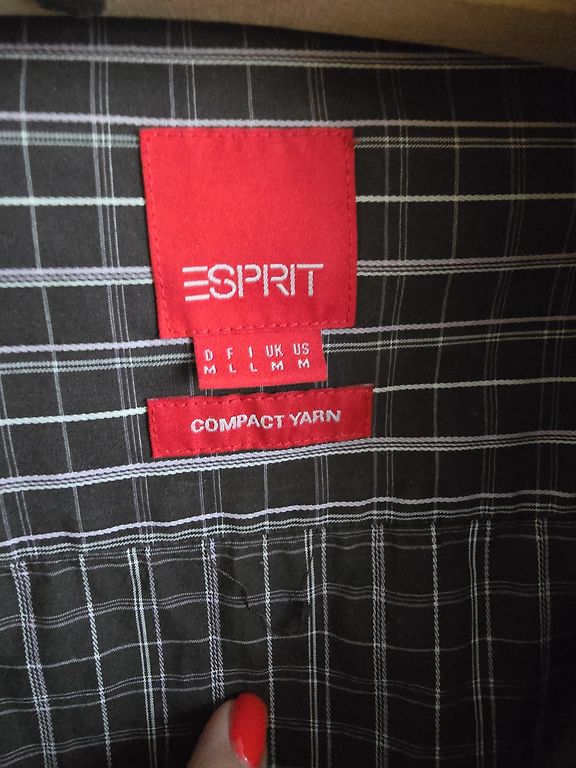 ESPRIT
D F I UK US
M L L M M
COMPACT YARN